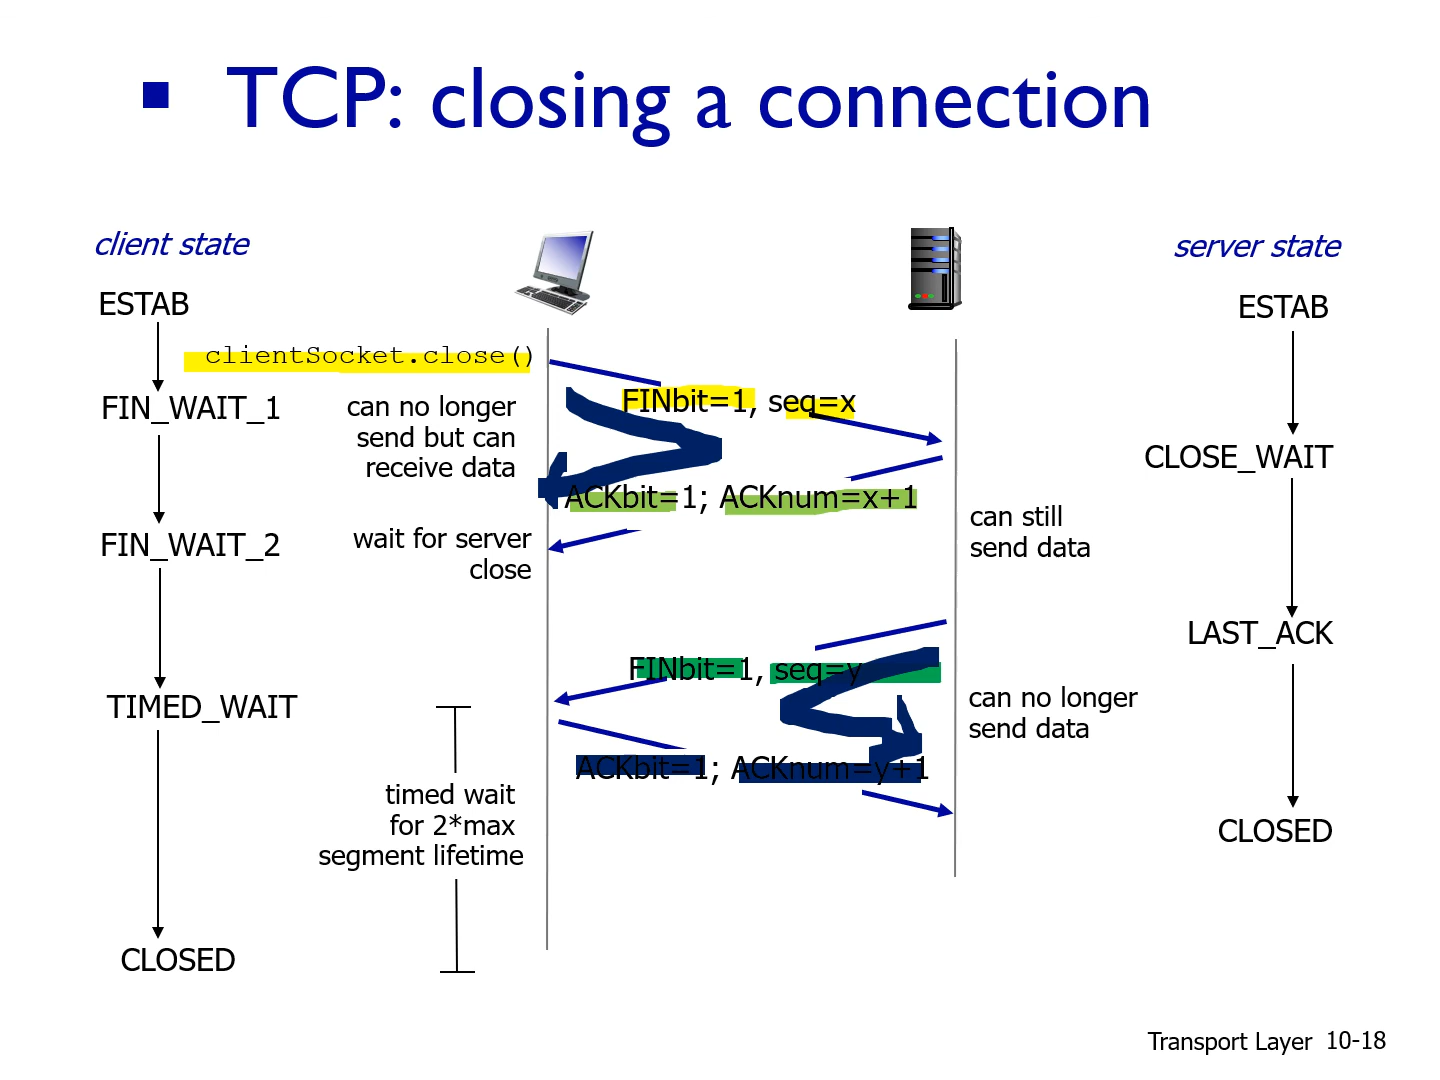 ▪ TCP: closing a connection
client state
server state
ESTAB
ESTAB
clientSocket.close()
FINbit=1, seq=x
FIN_WAIT_1
can no longer
send but can
receive data
CLOSE_WAIT
ACKbit=1; ACKnum=x+1
can still
send data
FIN_WAIT_2
wait for server
close
LAST_ACK
FINbit=1, seq=y
can no longer
send data
TIMED_WAIT
ACKbit=1; ACKnum=y+1
timed wait
for 2*max
segment lifetime
CLOSED
CLOSED
Transport Layer 10-18